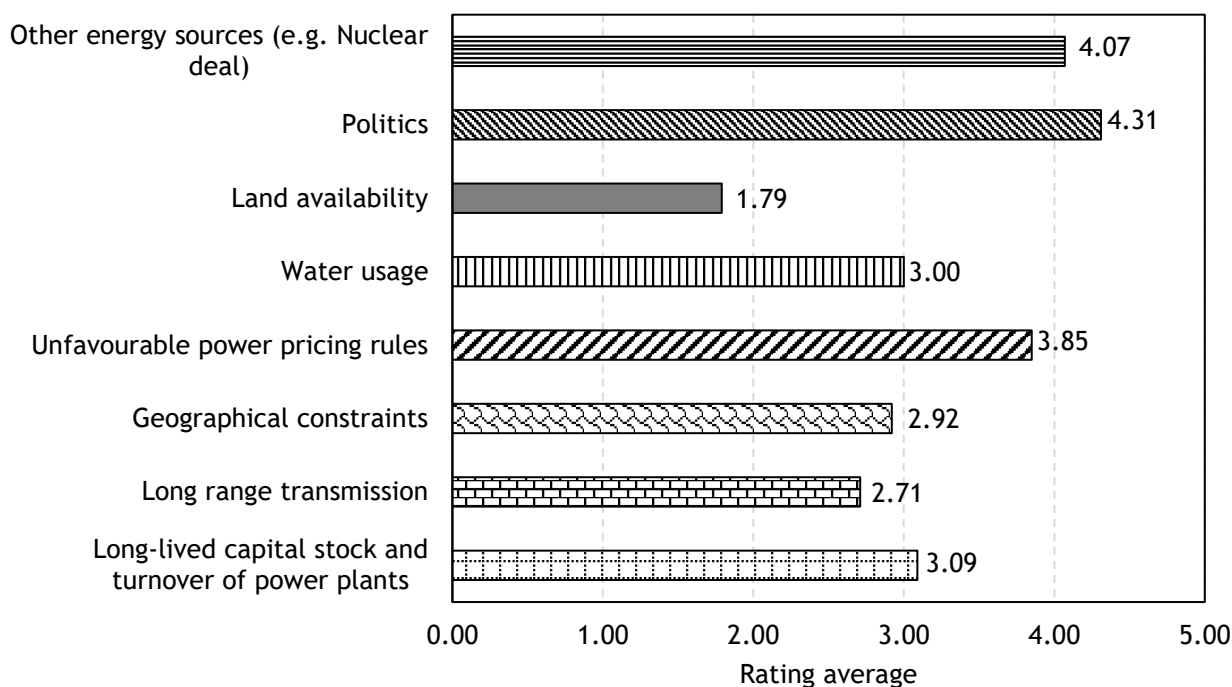 Other energy sources (e.g. Nuclear
deal)
4.07
Politics
4.31
Land availability
1.79
Water usage
3.00
Unfavourable power pricing rules
3.85
Geographical constraints
2.92
Long range transmission
2.71
Long-lived capital stock and
turnover of power plants
3.09
0.00 1.00 2.00 3.00 4.00 5.00
Rating average